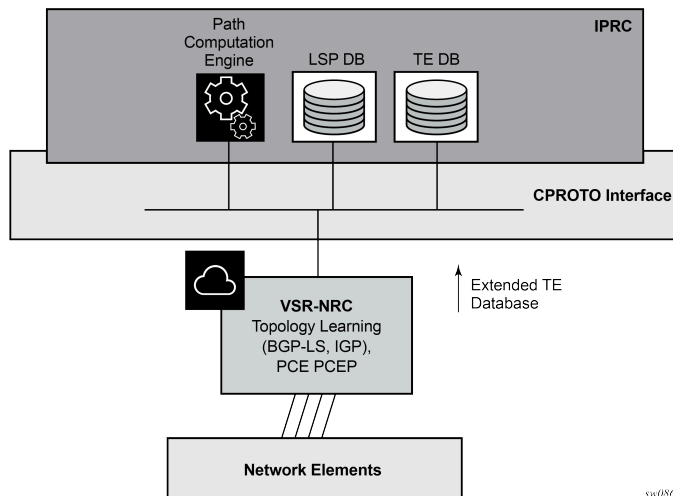 Path
Computation
Engine
LSP DB
TE DB
IPRC
CPROTO Interface
Extended TE
Database
VSR-NRC
Topology Learning
(BGP-LS, IGP),
PCE PCEP
Network Elements